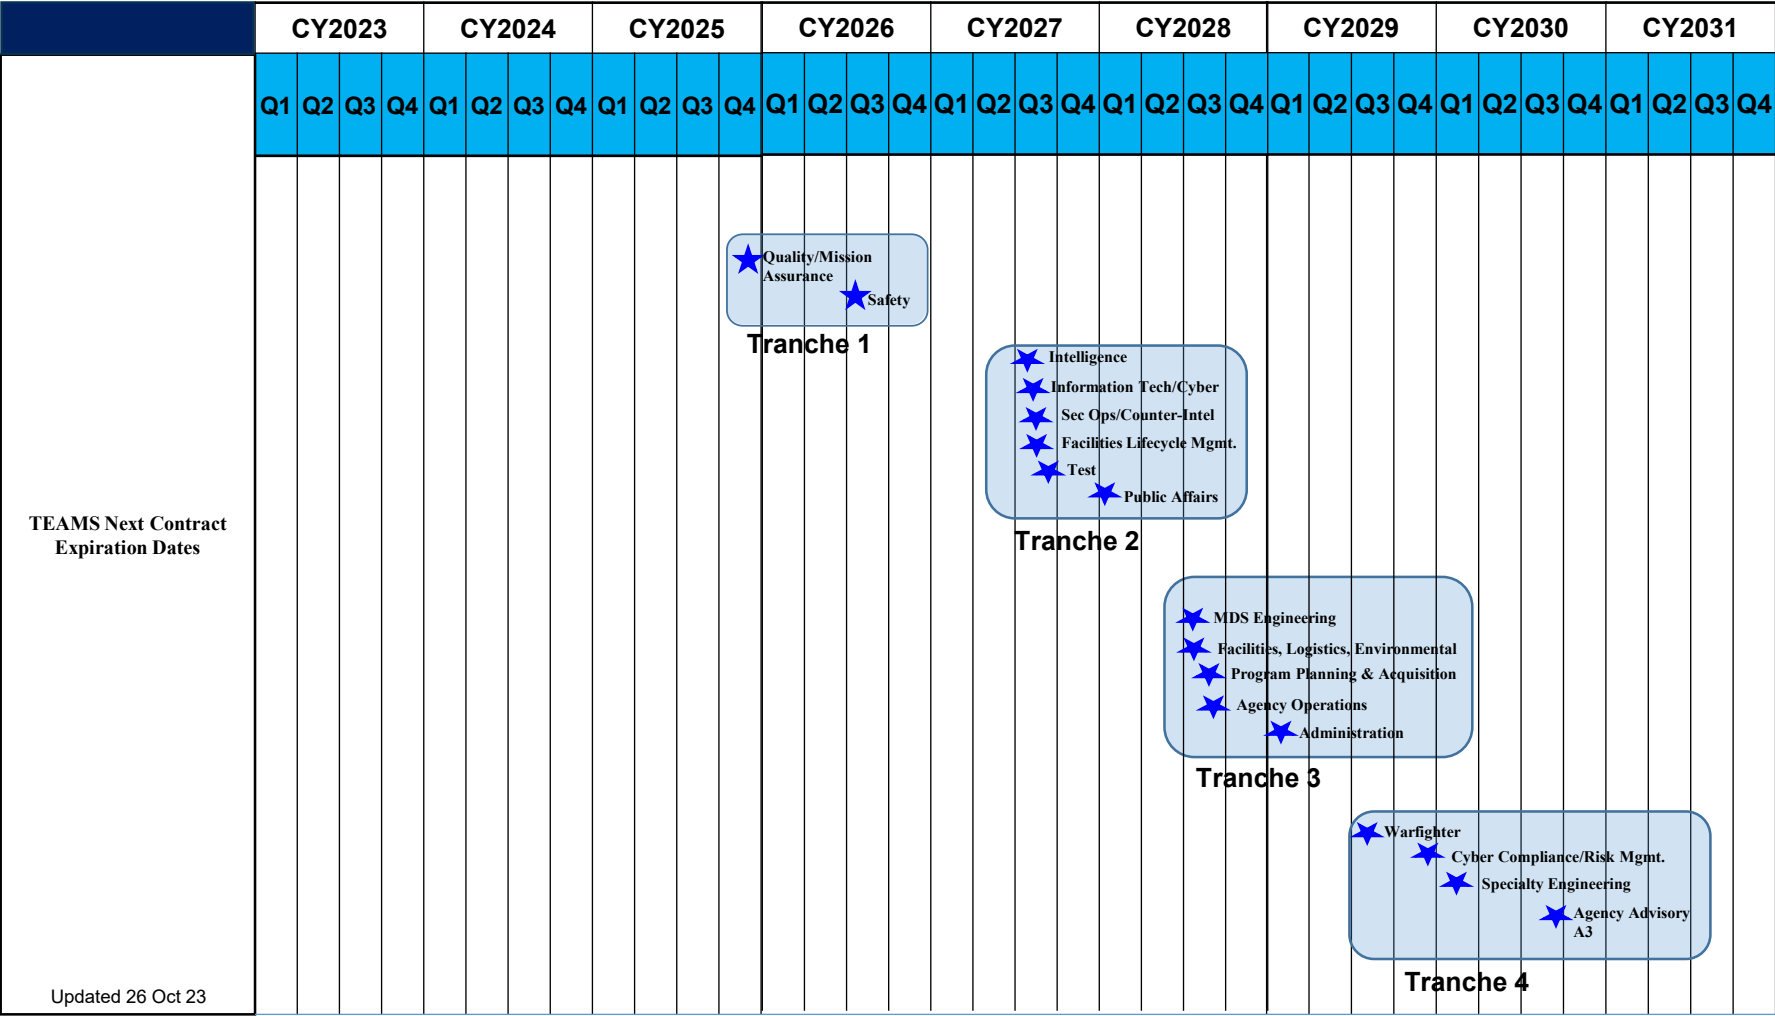 CY2023 CY2024 CY2025 CY2026 CY2027 CY2028 CY2029 CY2030 CY2031
Q1 Q2 Q3 Q4 Q1 Q2 Q3 Q4 Q1 Q2 Q3 Q4 Q1 Q2 Q3 Q4 Q1 Q2 Q3 Q4 Q1 Q2 Q3 Q4 Q1 Q2 Q3 Q4 Q1 Q2 Q3 Q4 Q1 Q2 Q3 Q4
TEAMS Next Contract
Expiration Dates
Updated 26 Oct 23
Quality/Mission
Assurance
Safety
Tranche 1
Intelligence
Information Tech/Cyber
Sec Ops/Counter-Intel
Facilities Lifecycle Mgmt.
Test
Public Affairs
Tranche 2
MDS Engineering
Facilities, Logistics, Environmental
Program Planning & Acquisition
Agency Operations
Administration
Tranche 3
Warfighter
Cyber Compliance/Risk Mgmt.
Specialty Engineering
Agency Advisory
A3
Tranche 4